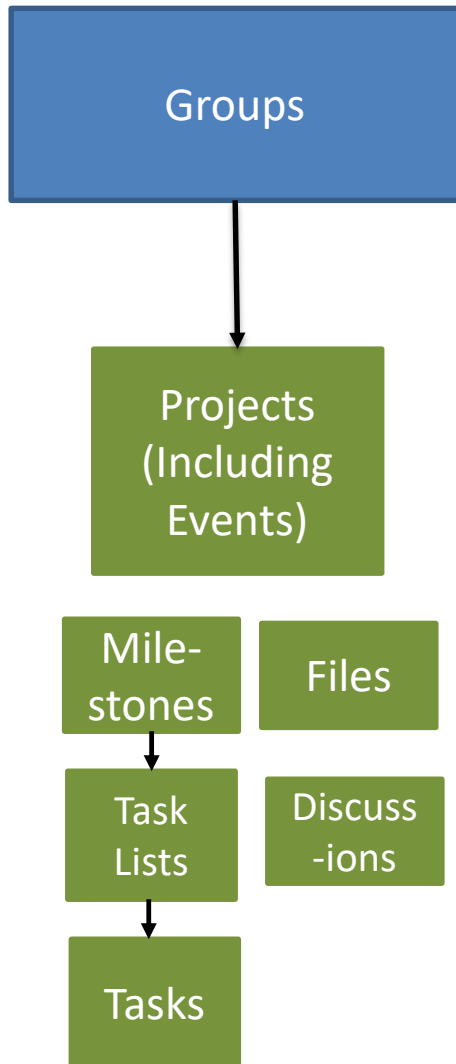 Groups
Projects
(Including
Events)
Mile-
stones
Files
Task
Lists
Discuss
-ions
Tasks